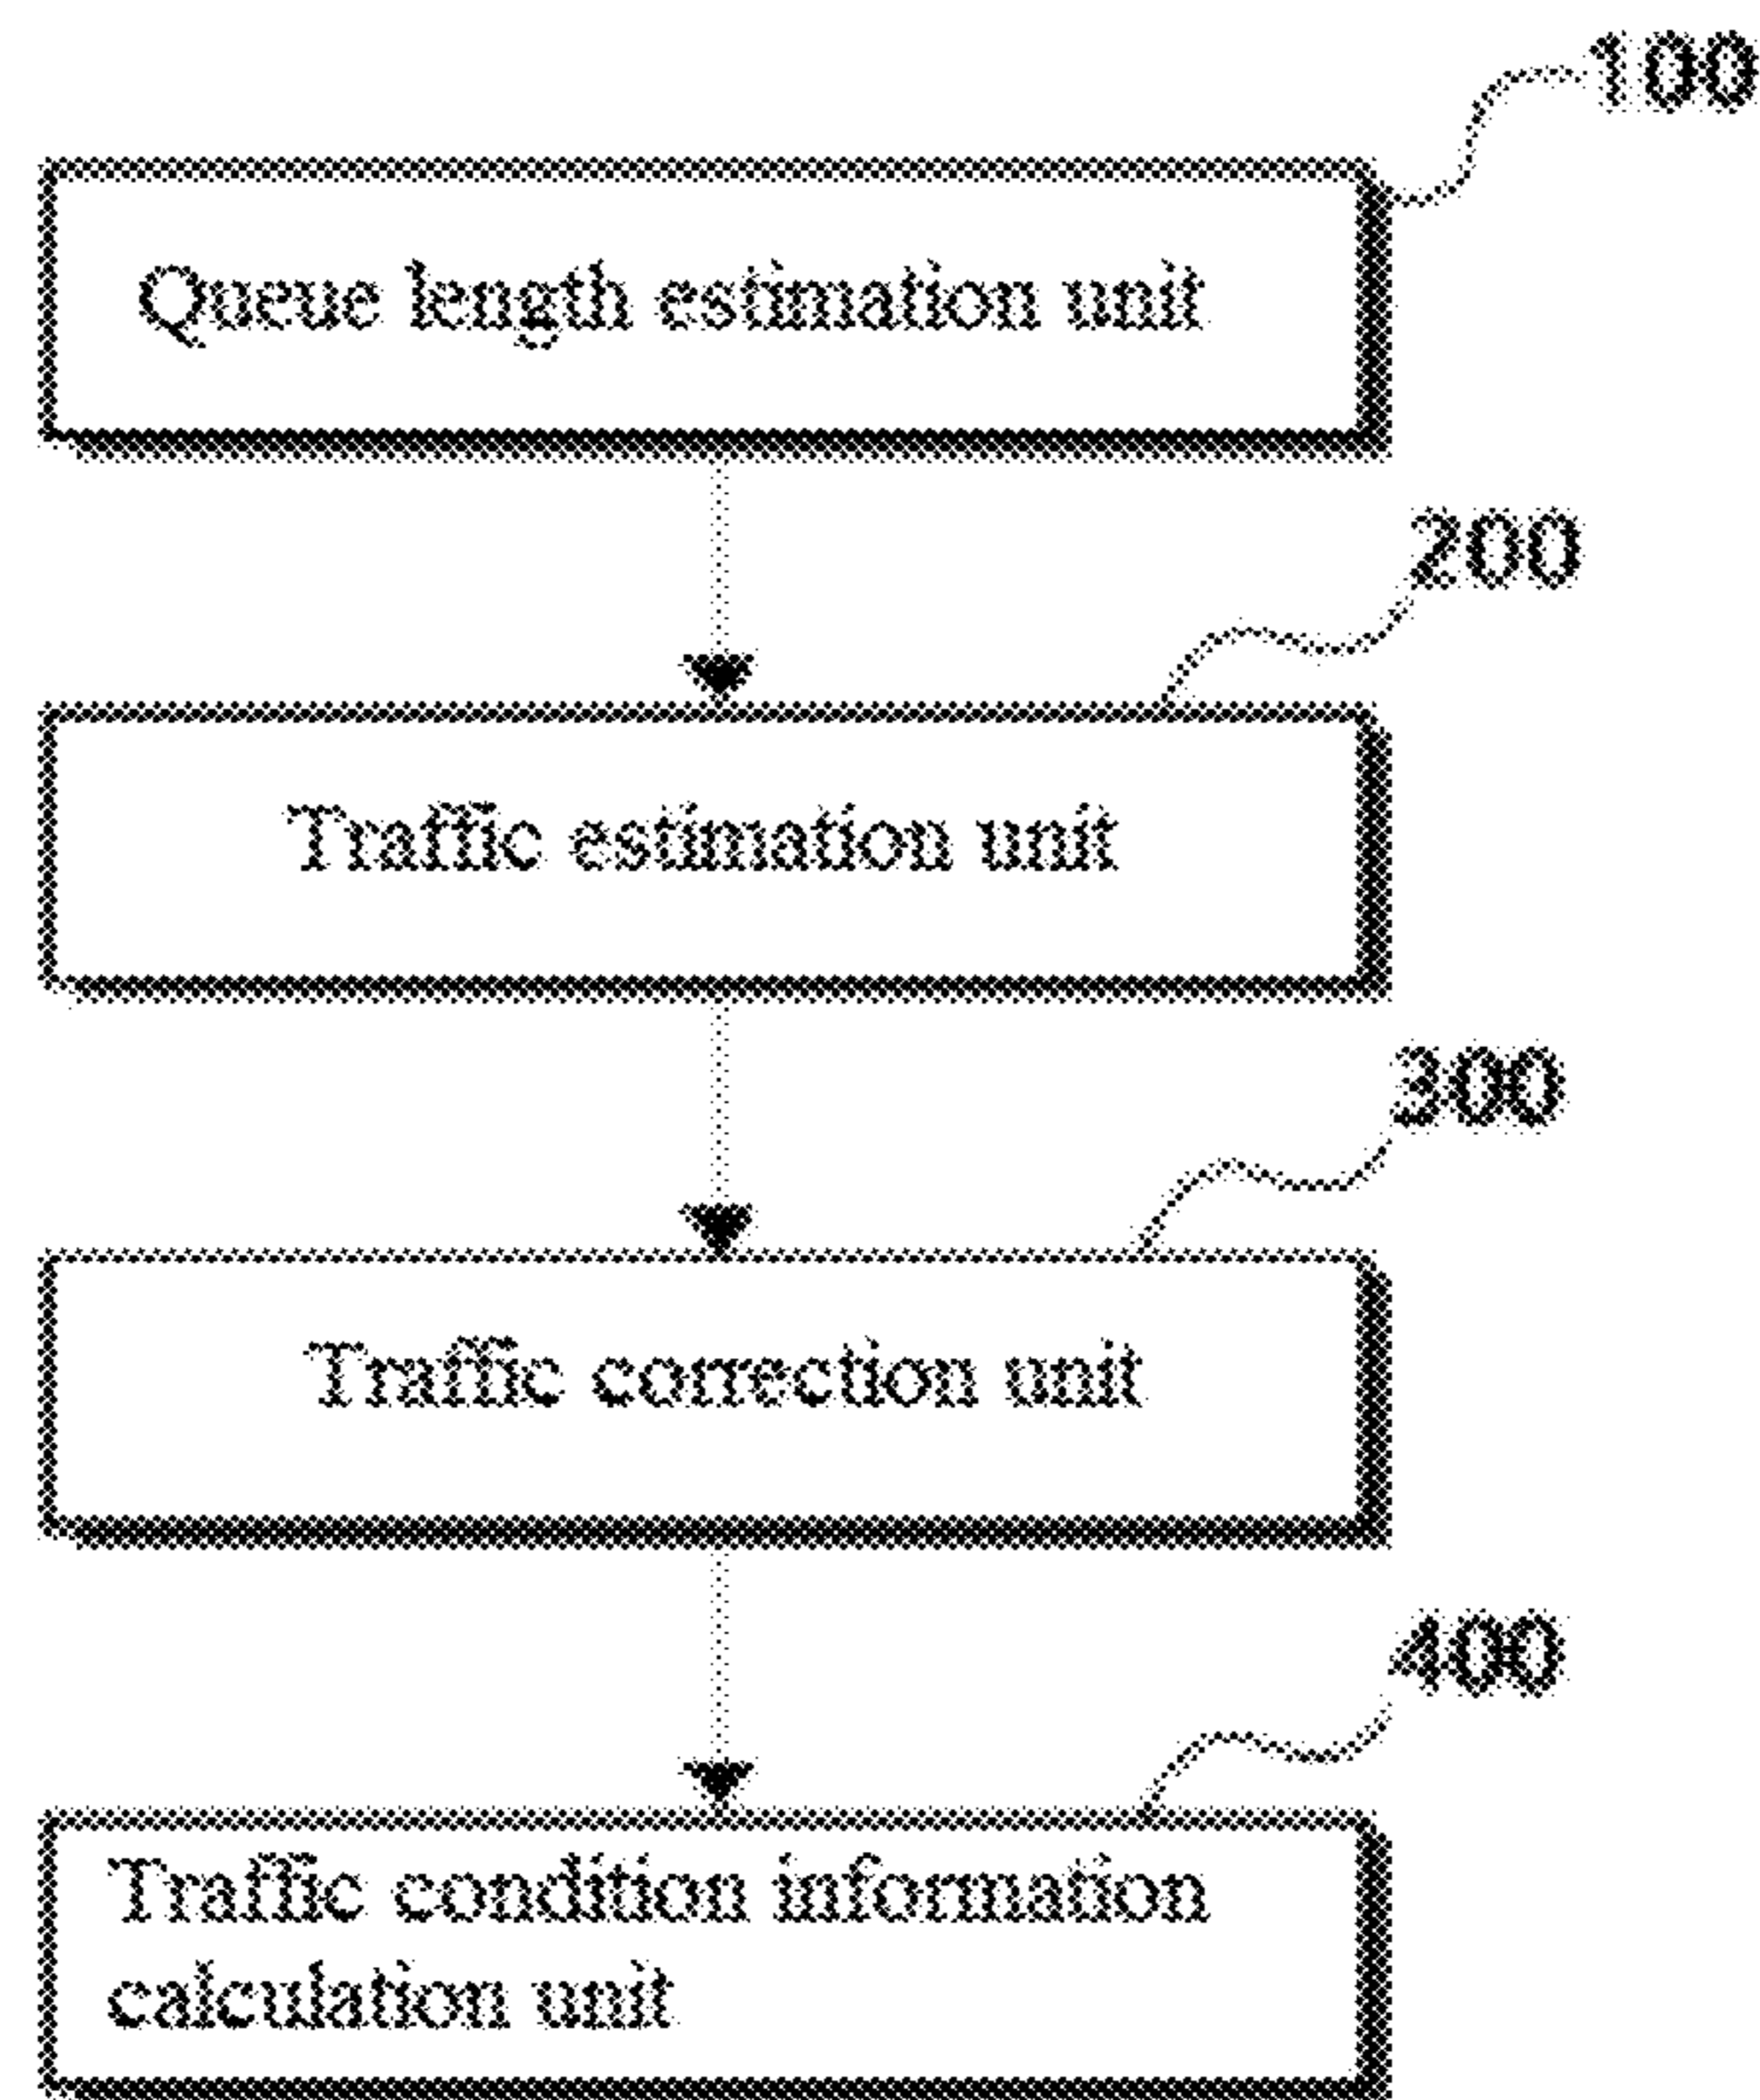 100
Queue length estimation unit
200
Traffic estimation unit
300
Traffic correction unit
400
Traffic condition information
calculation unit